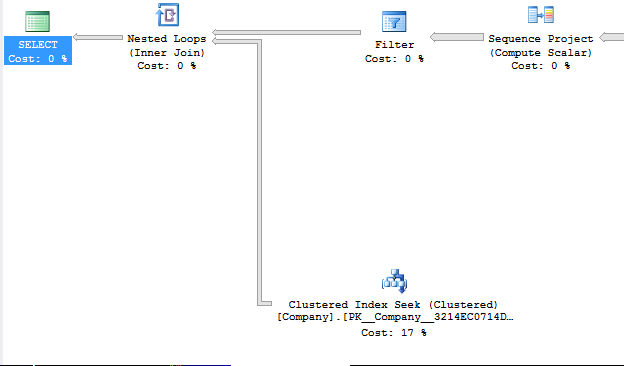 SELECT
Cost: 0 %
Nested Loops
(Inner Join)
Cost: 0 %
Filter
Cost: 0 %
Sequence Project
(Compute Scalar)
Cost: 0 %
Clustered Index Seek (Clustered)
[Company].[PK__Company__3214EC0714D…
Cost: 17 %